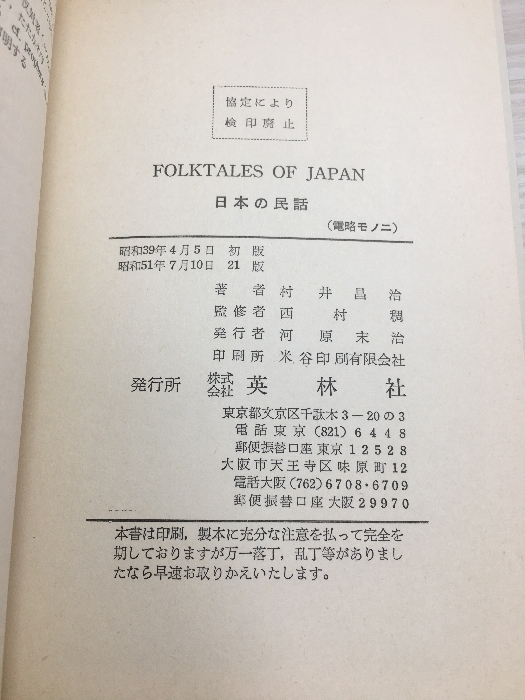 協定により
検印廃止
FOLKTALES OF JAPAN
日本の民話
(電略モノニ)
昭和39年4月5日 初 版
昭和51年7月10日 21 版
著 者 村 井 昌 治
監修者 西 村 稠
発行者 河 原 末 治
印刷所 米谷印刷有限会社
発行所 株式会社 英 林 社
東京都文京区千駄木3-20の3
電話東京(821)6448
郵便振替口座東京12528
大阪市天王寺区味原町12
電話大阪(762)6708・6709
郵便振替口座大阪29970
本書は印刷,製本に充分な注意を払って完全を
期しておりますが万一落丁,乱丁等がありまし
たなら早速お取りかえいたします。